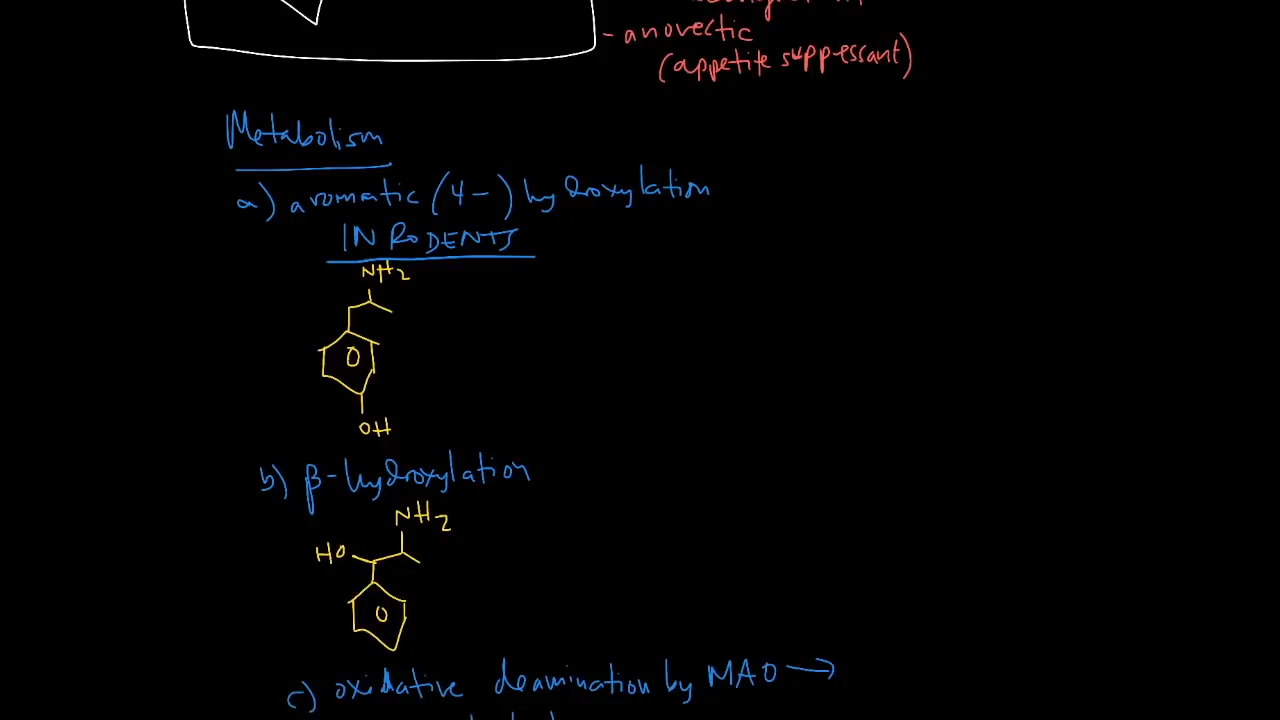 - anorectic
(appetite suppressant)
Metabolism
a) aromatic (4-) hydroxylation
IN RODENTS
NH2
OH
b) β-hydroxylation
NH2
HO
c) oxidative deamination by MAO →